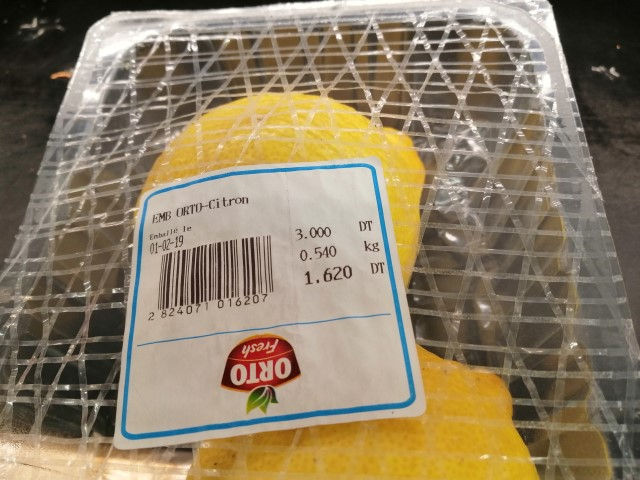 EMB ORTO-Citron
Emballé le
01-02-19
3.000 DT
0.540 kg
1.620 DT
2 824071 016207
ORTO
Fresh